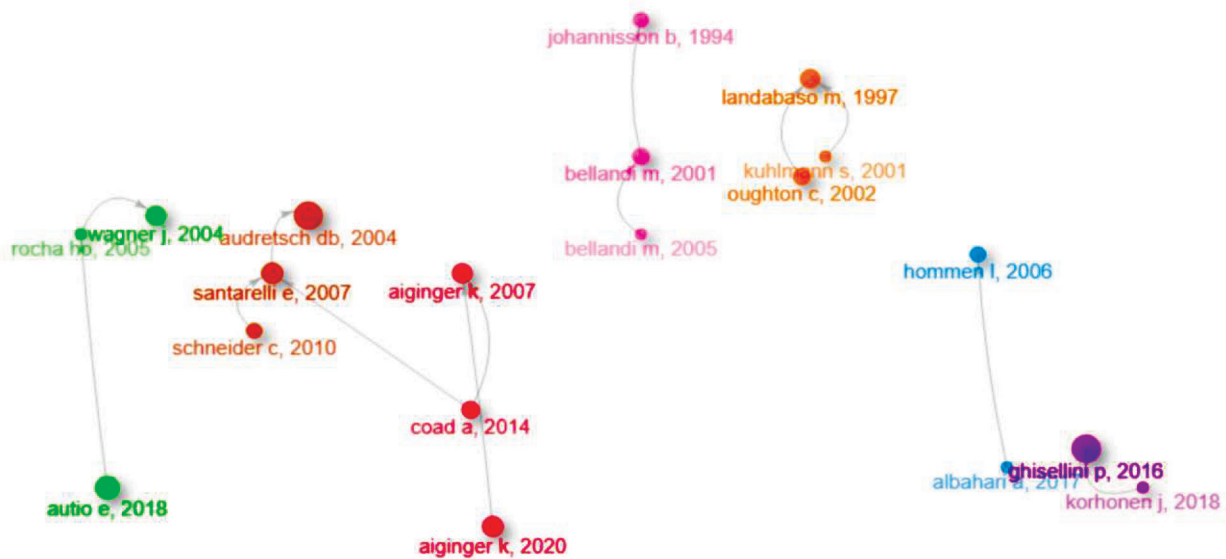 johannisson b, 1994
landabaso m, 1997
bellandi m, 2001
kuhlmann s, 2001
oughton c, 2002
wagner j, 2004
audretsch db, 2004
rocha ho, 2005
bellandi m, 2005
hommen l, 2006
santarelli e, 2007
aiginger k, 2007
schneider c, 2010
coad a, 2014
ghisellini p, 2016
albahari a, 2017
korhonen j, 2018
autio e, 2018
aiginger k, 2020